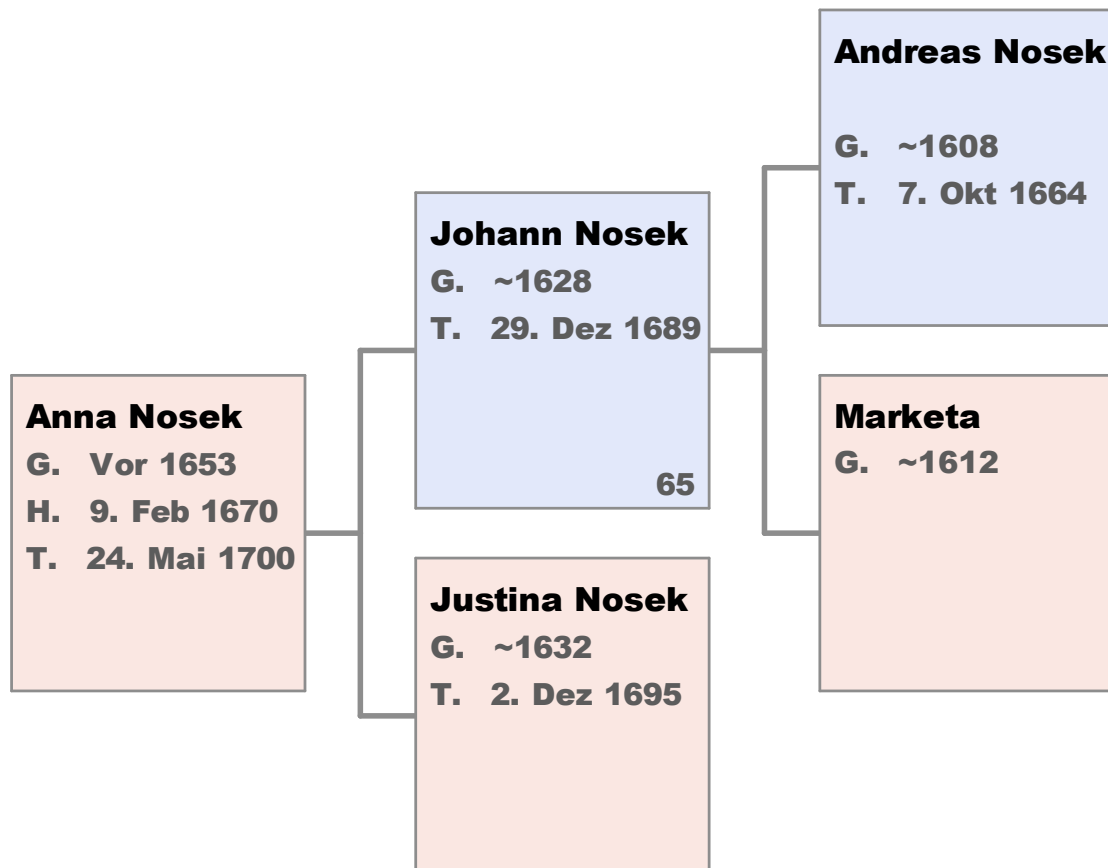 Andreas Nosek
G. ~1608
T. 7. Okt 1664
Johann Nosek
G. ~1628
T. 29. Dez 1689
65
Anna Nosek
G. Vor 1653
H. 9. Feb 1670
T. 24. Mai 1700
Marketa
G. ~1612
Justina Nosek
G. ~1632
T. 2. Dez 1695